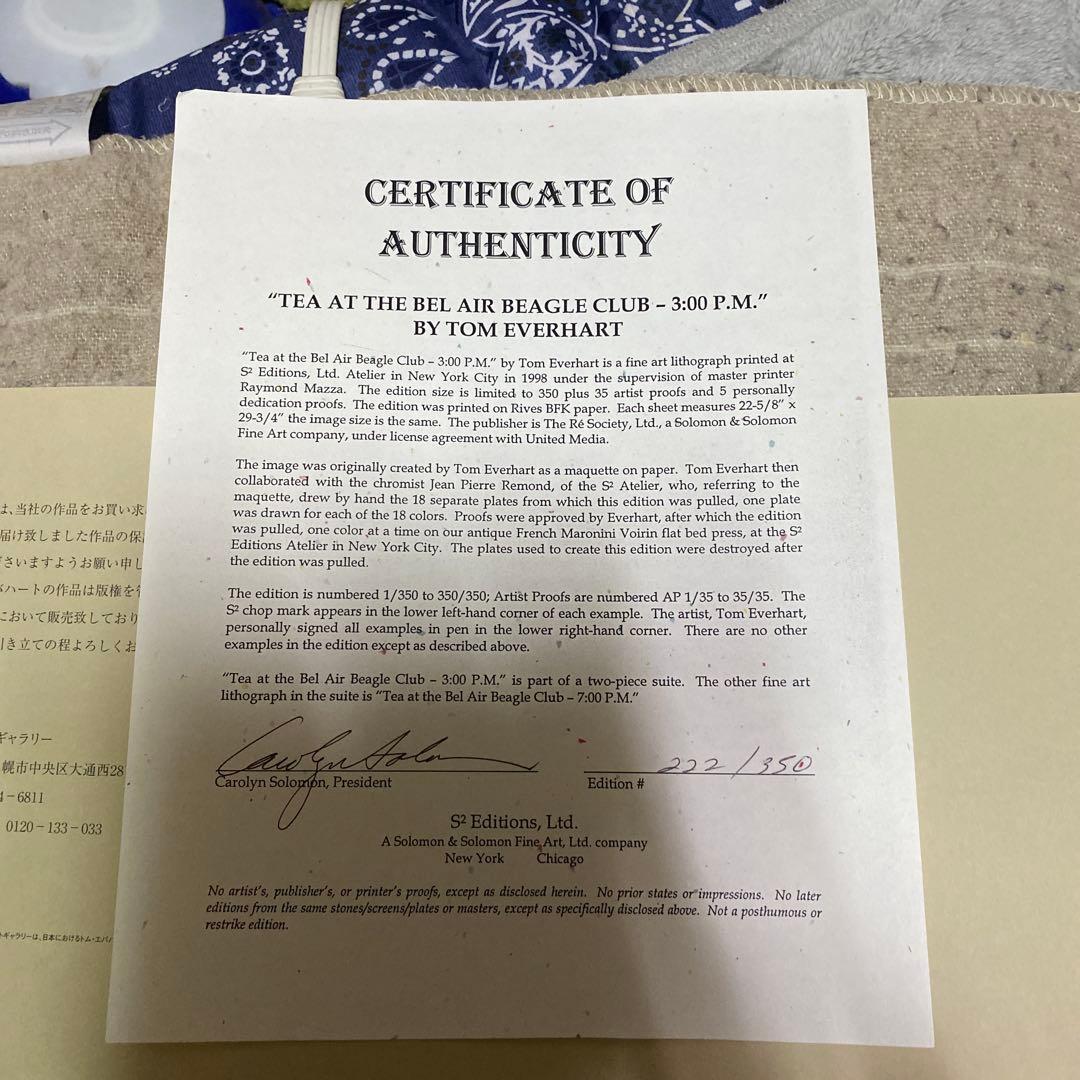 CERTIFICATE OF
AUTHENTICITY
“TEA AT THE BEL AIR BEAGLE CLUB – 3:00 P.M.”
BY TOM EVERHART
“Tea at the Bel Air Beagle Club – 3:00 P.M.” by Tom Everhart is a fine art lithograph printed at
S² Editions, Ltd. Atelier in New York City in 1998 under the supervision of master printer
Raymond Mazza. The edition size is limited to 350 plus 35 artist proofs and 5 personally
dedication proofs. The edition was printed on Rives BFK paper. Each sheet measures 22-5/8” x
29-3/4” the image size is the same. The publisher is The Ré Society, Ltd., a Solomon & Solomon
Fine Art company, under license agreement with United Media.
The image was originally created by Tom Everhart as a maquette on paper. Tom Everhart then
collaborated with the chromist Jean Pierre Remond, of the S² Atelier, who, referring to the
maquette, drew by hand the 18 separate plates from which this edition was pulled, one plate
was drawn for each of the 18 colors. Proofs were approved by Everhart, after which the edition
was pulled, one color at a time on our antique French Maronini Voirin flat bed press, at the S²
Editions Atelier in New York City. The plates used to create this edition were destroyed after
the edition was pulled.
The edition is numbered 1/350 to 350/350; Artist Proofs are numbered AP 1/35 to 35/35. The
S² chop mark appears in the lower left-hand corner of each example. The artist, Tom Everhart,
personally signed all examples in pen in the lower right-hand corner. There are no other
examples in the edition except as described above.
“Tea at the Bel Air Beagle Club – 3:00 P.M.” is part of a two-piece suite. The other fine art
lithograph in the suite is “Tea at the Bel Air Beagle Club – 7:00 P.M.”
Carolyn Solomon, President
222/350
Edition #
S² Editions, Ltd.
A Solomon & Solomon Fine Art, Ltd. company
New York Chicago
No artist’s, publisher’s, or printer’s proofs, except as disclosed herein. No prior states or impressions. No later
editions from the same stones/screens/plates or masters, except as specifically disclosed above. Not a posthumous or
restrike edition.
は、当社の作品をお買い求
届け致しました作品の保
ざいますようお願い申し
ハートの作品は版権を
において販売致しており
引き立ての程よろしくお
ギャラリー
幌市中央区大通西28
4－6811
0120－133－033
トギャラリーは、日本におけるトム・エバハ